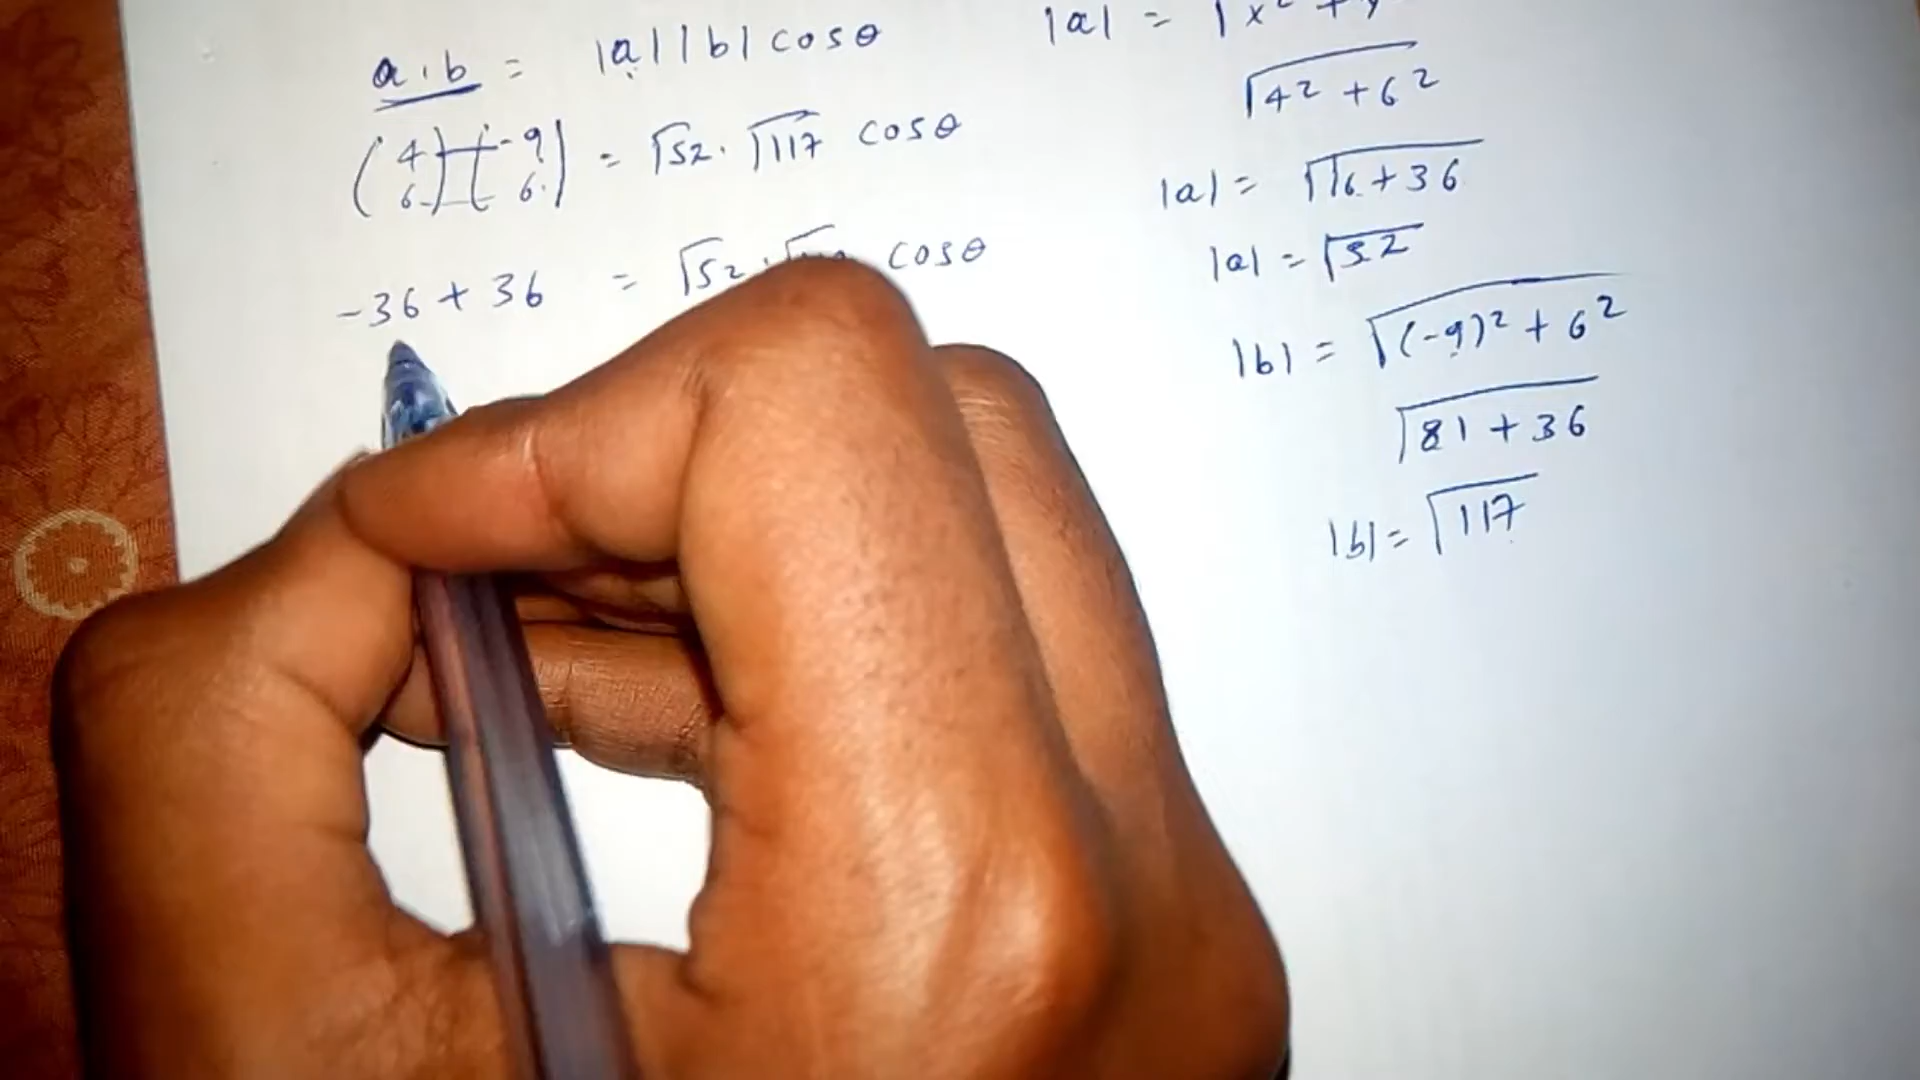 a . b = |a| |b| cosθ
(4 6) (-9 6) = √52 . √117 cosθ
-36 + 36 = √52 . cosθ
|a| = √x² +
√4² + 6²
|a| = √16 + 36
|a| = √52
|b| = √(-9)² + 6²
√81 + 36
|b| = √117